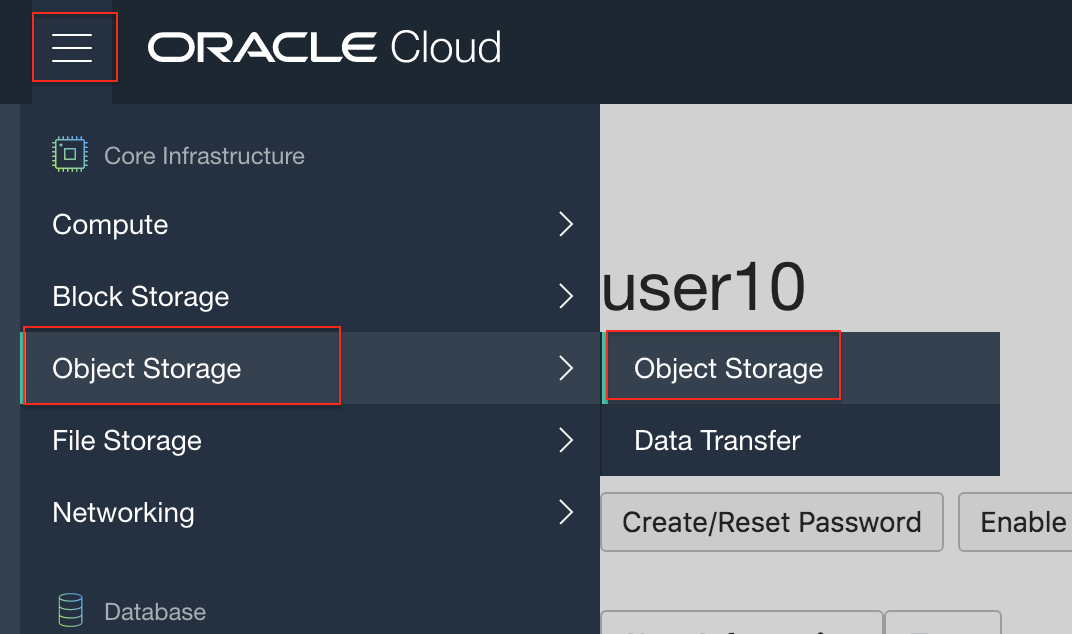 ORACLE Cloud
Core Infrastructure
Compute
Block Storage
Object Storage
File Storage
Networking
Database
user10
Object Storage
Data Transfer
Create/Reset Password
Enable